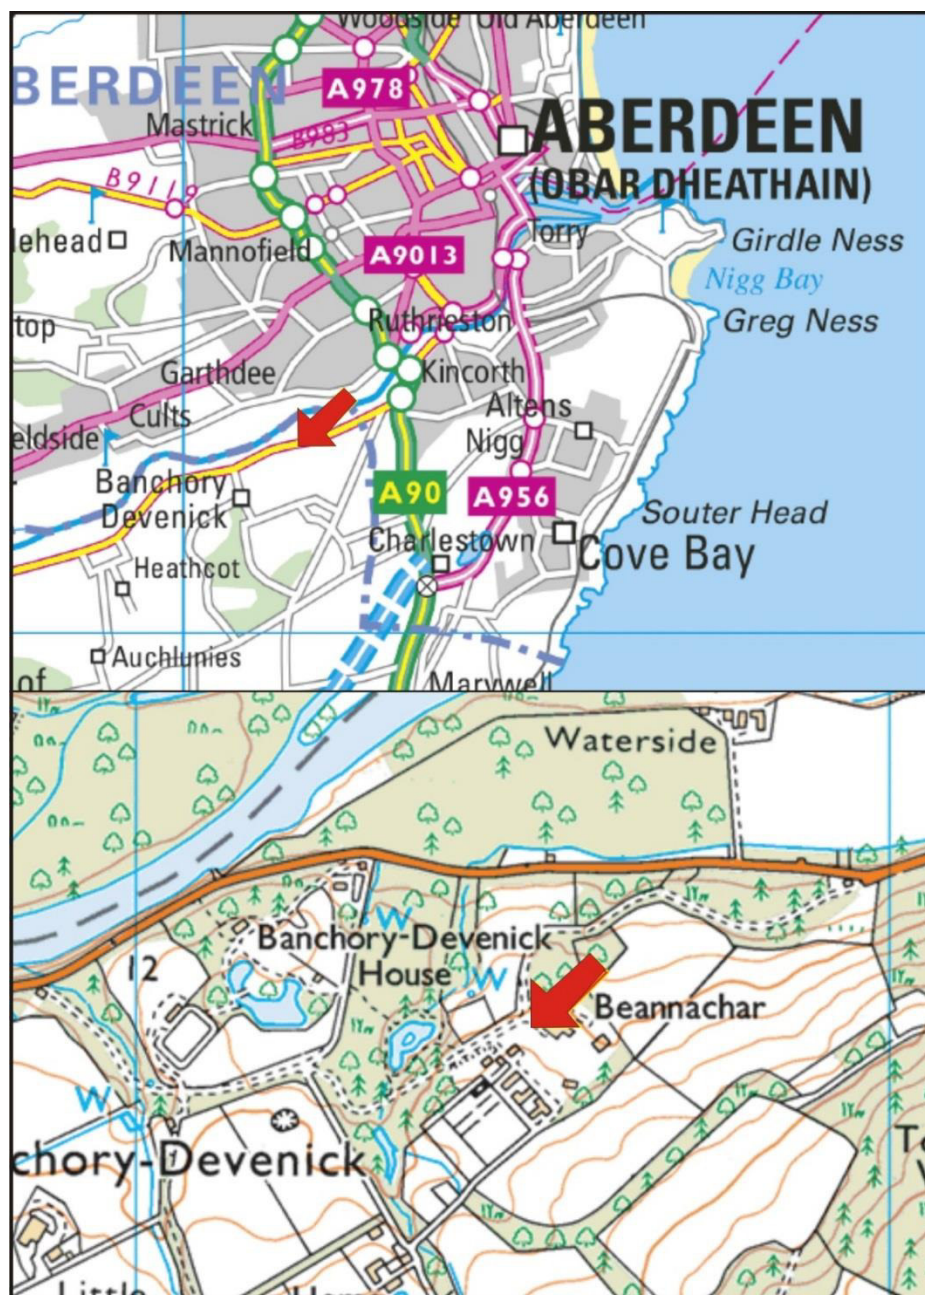 Woodside Old Aberdeen
BERDEEN
A978
Mastrick
B983
ABERDEEN
(OBAR DHEATHAIN)
B9119
lehead
Mannofield
A9013
Torry
Girdle Ness
Nigg Bay
Greg Ness
top
Ruthrieston
Garthdee
Kincorth
Cults
eldside
Altens
Nigg
Banchory
Devenick
A90
A956
Souter Head
Charlestown
Cove Bay
Heathcot
Auchlunies
of
Marywell
Waterside
W
Banchory-Devenick
House
12
W
Beannachar
P
W
chory-Devenick
T
Little